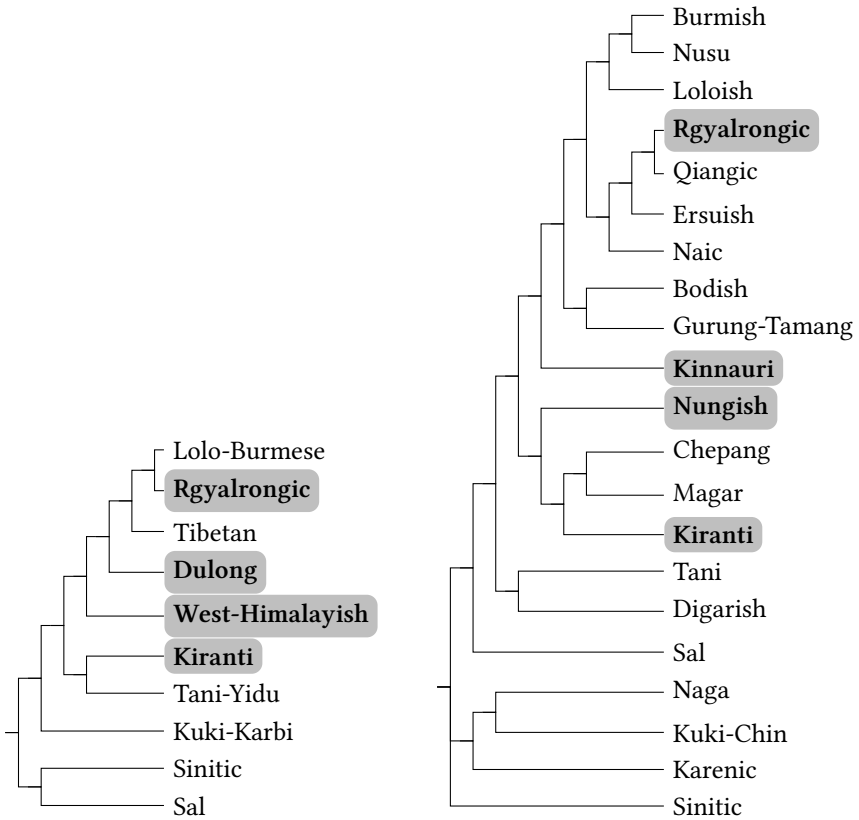 Lolo-Burmese
Rgyalrongic
Tibetan
Dulong
West-Himalayish
Kiranti
Tani-Yidu
Kuki-Karbi
Sinitic
Sal
Burmish
Nusu
Loloish
Rgyalrongic
Qiangic
Ersuish
Naic
Bodish
Gurung-Tamang
Kinnauri
Nungish
Chepang
Magar
Kiranti
Tani
Digarish
Sal
Naga
Kuki-Chin
Karenic
Sinitic